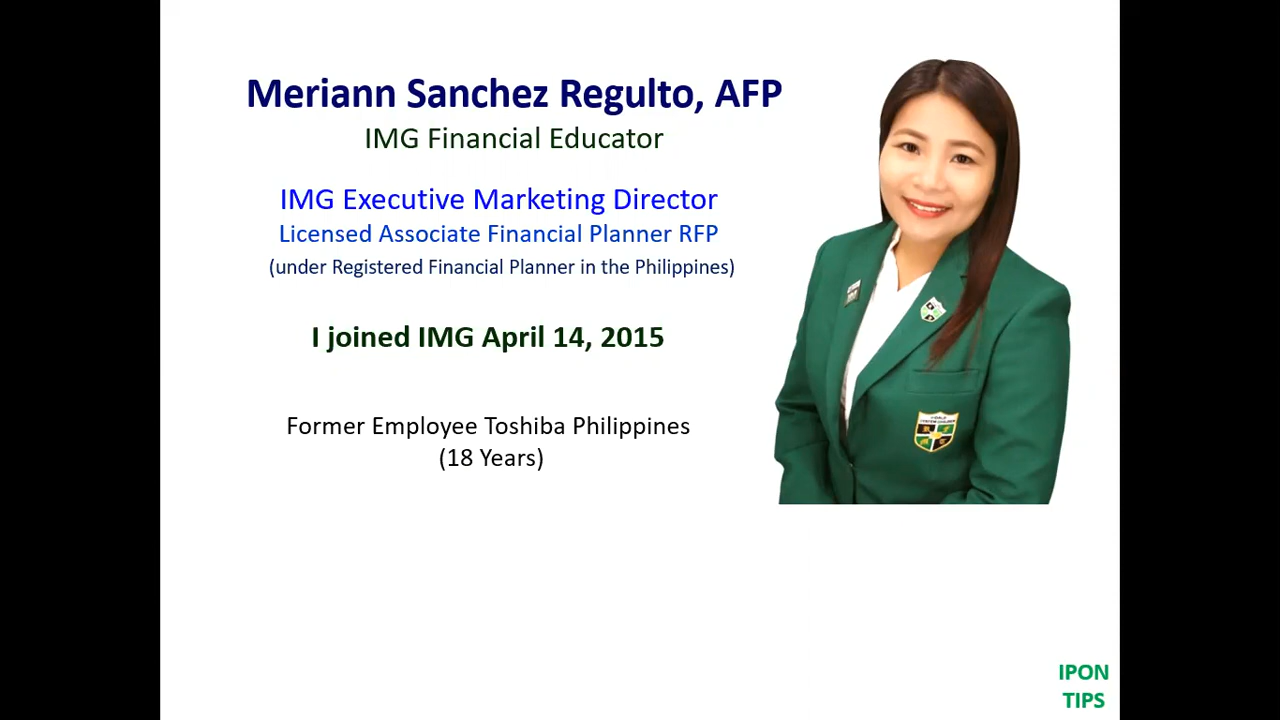 Meriann Sanchez Regulto, AFP
IMG Financial Educator
IMG Executive Marketing Director
Licensed Associate Financial Planner RFP
(under Registered Financial Planner in the Philippines)
I joined IMG April 14, 2015
Former Employee Toshiba Philippines
(18 Years)
IPON
TIPS